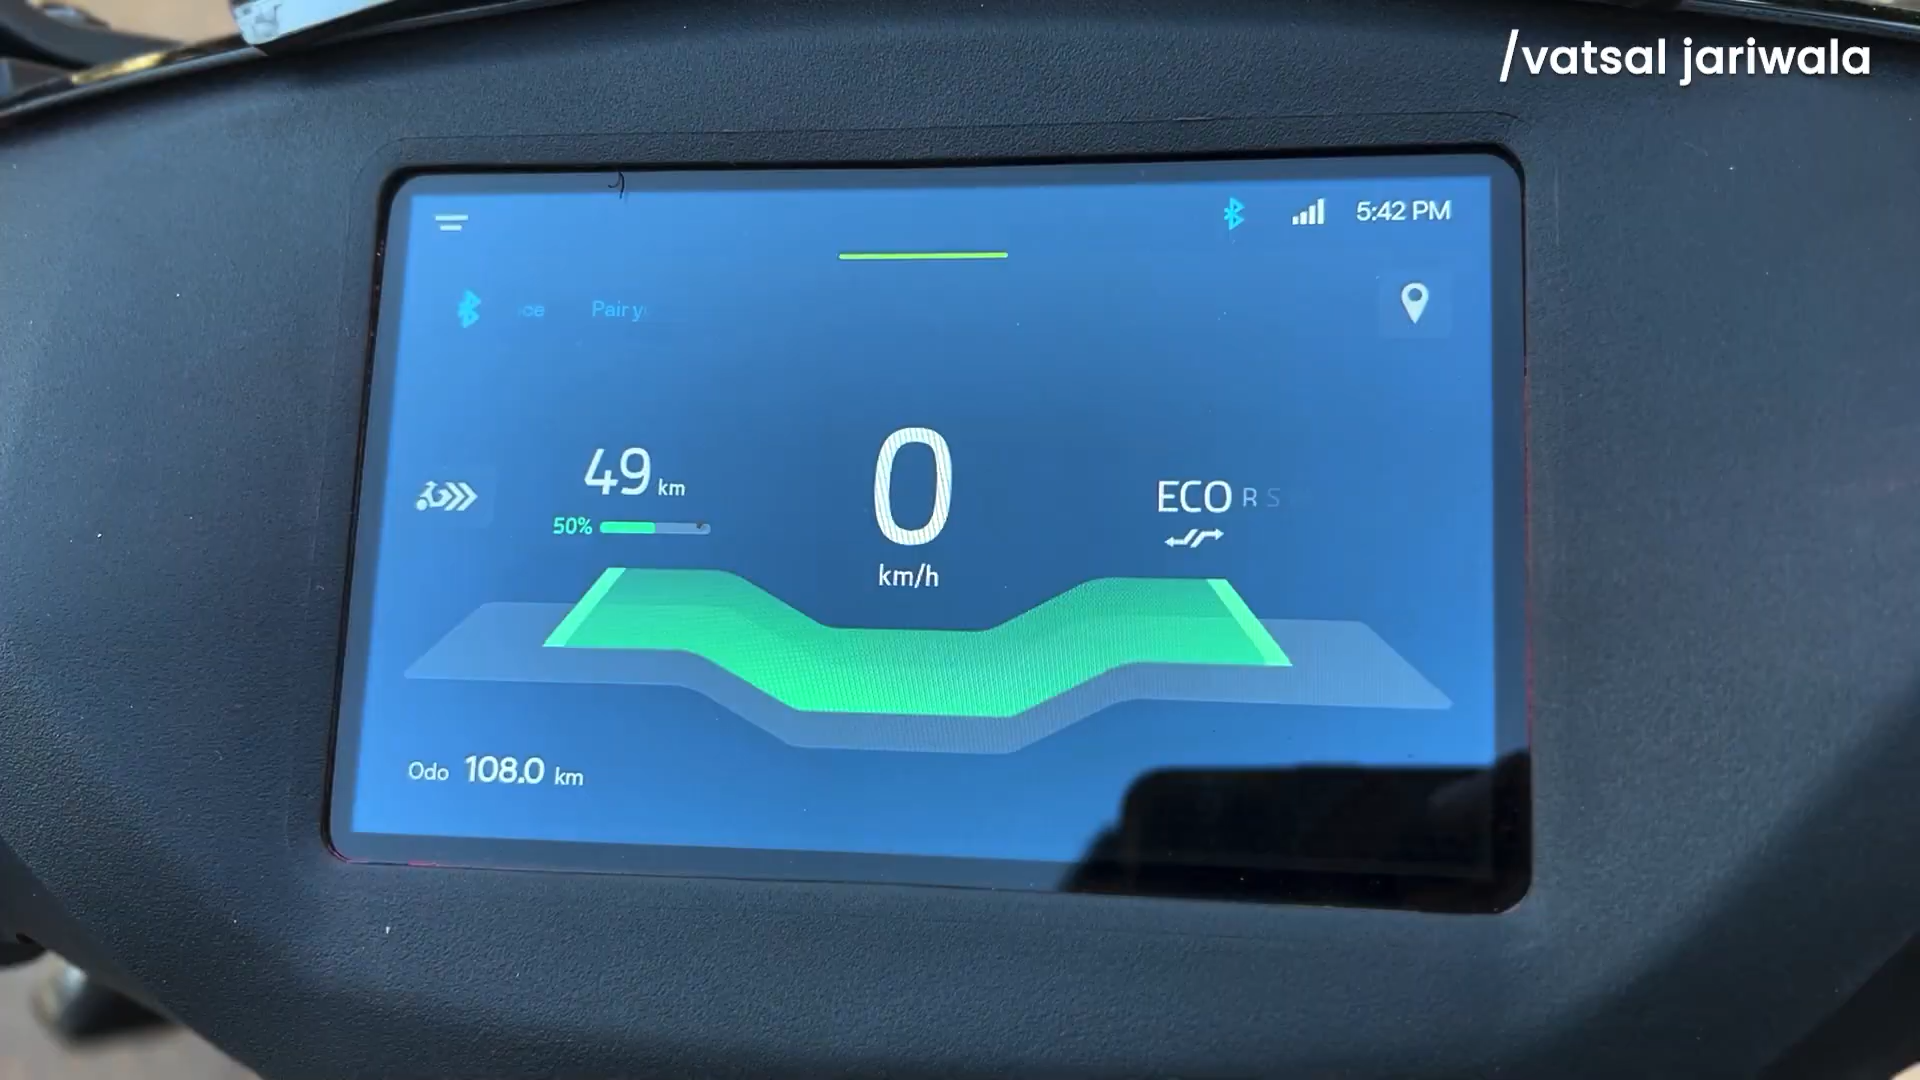 /vatsal jariwala
5:42 PM
Pair
49 km
50%
0
km/h
ECO R S
Odo 108.0 km